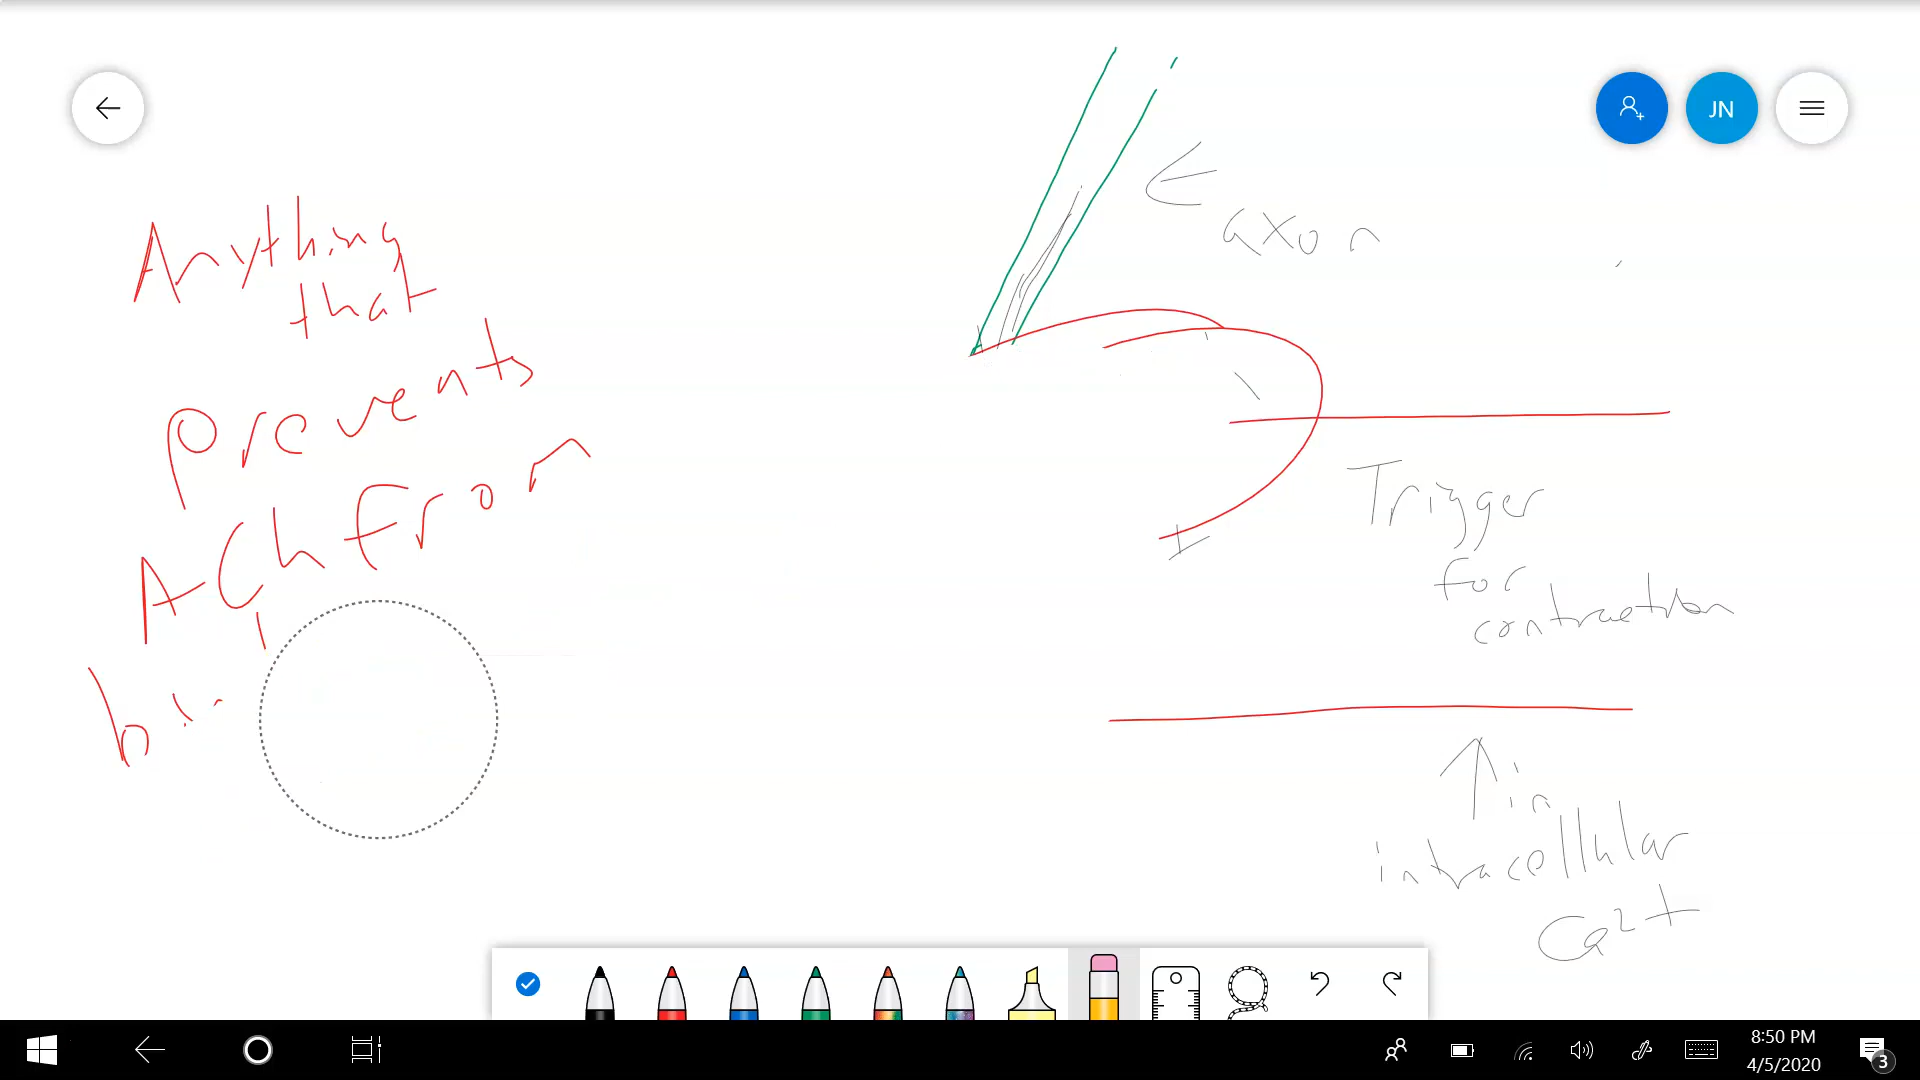 JN
axon
Anything
that
prevents
ACh from
Trigger
for
contraction
↑ in
intracellular
Ca2+
8:50 PM
4/5/2020
3